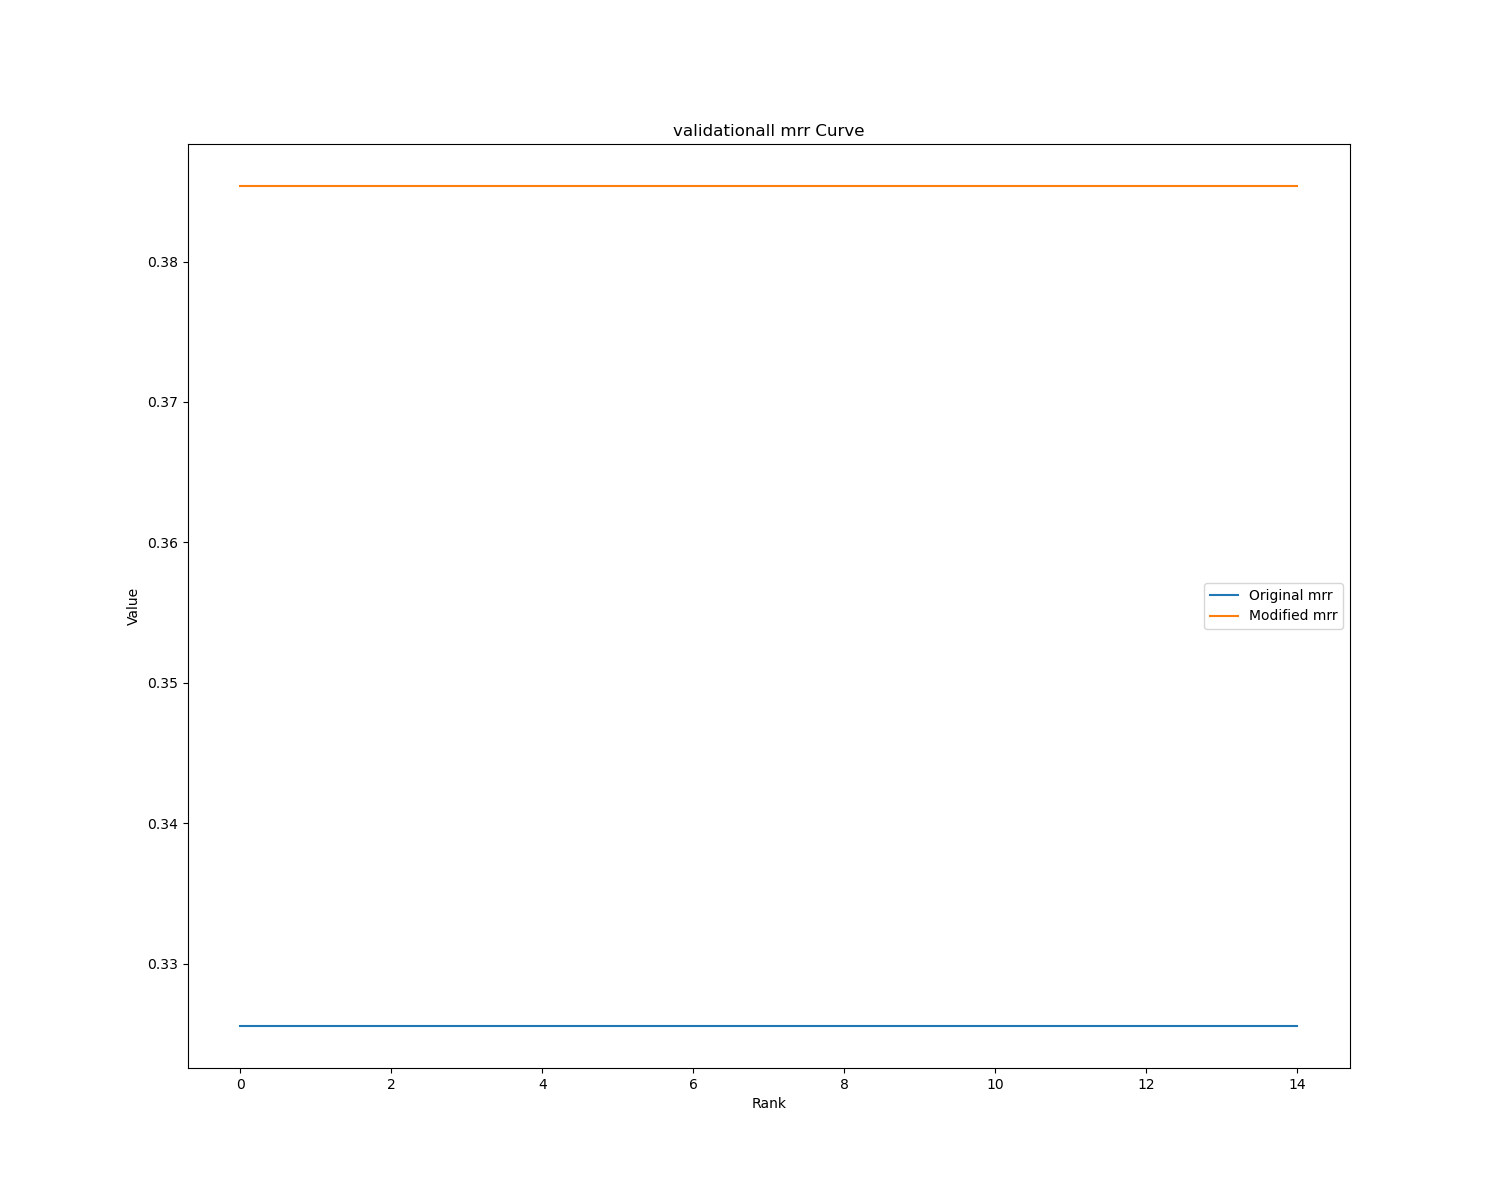 validationall mrr Curve
0.38
0.37
0.36
0.35
0.34
0.33
Value
Original mrr
Modified mrr
0 2 4 6 8 10 12 14
Rank